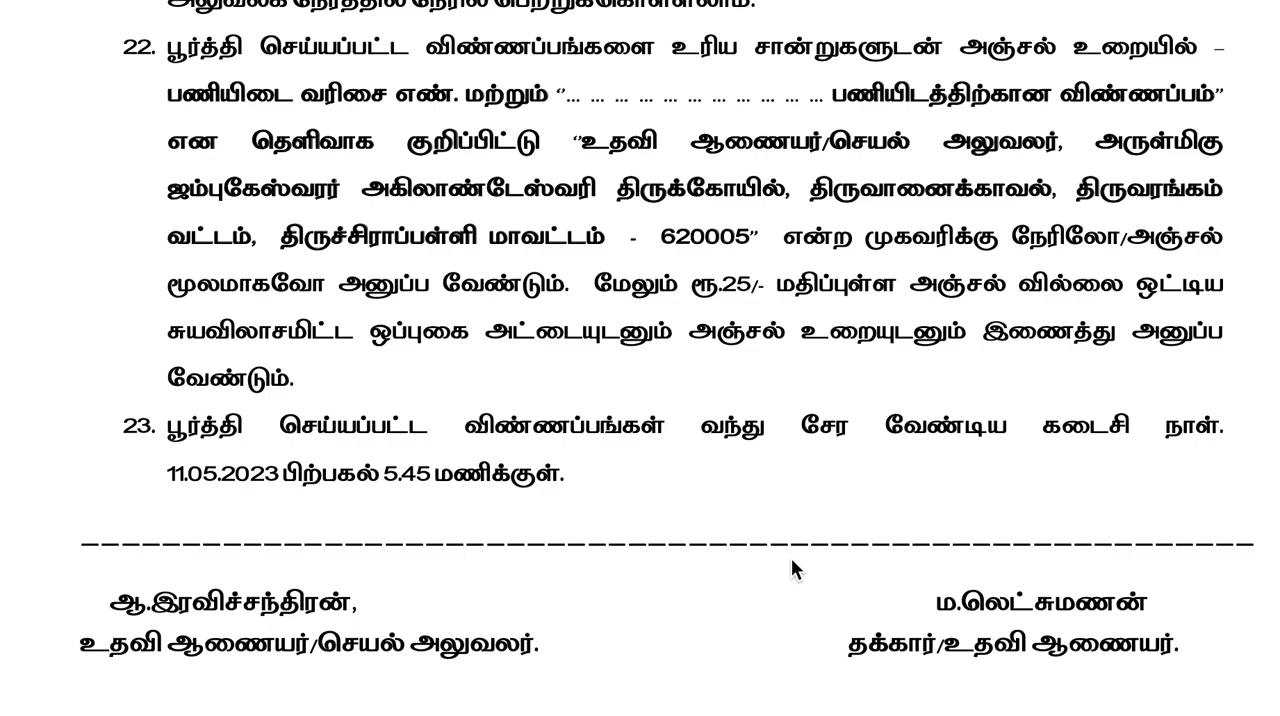 அலுவலக நேரத்தில் நேரில் பெற்றுக்கொள்ளலாம்.
22. பூர்த்தி செய்யப்பட்ட விண்ணப்பங்களை உரிய சான்றுகளுடன் அஞ்சல் உறையில் –
பணியிடை வரிசை எண். மற்றும் “... ... ... ... ... ... ... ... ... ... ... பணியிடத்திற்கான விண்ணப்பம்”
என தெளிவாக குறிப்பிட்டு “உதவி ஆணையர்/செயல் அலுவலர், அருள்மிகு
ஜம்புகேஸ்வரர் அகிலாண்டேஸ்வரி திருக்கோயில், திருவானைக்காவல், திருவரங்கம்
வட்டம், திருச்சிராப்பள்ளி மாவட்டம் - 620005” என்ற முகவரிக்கு நேரிலோ/அஞ்சல்
மூலமாகவோ அனுப்ப வேண்டும். மேலும் ரூ.25/- மதிப்புள்ள அஞ்சல் வில்லை ஒட்டிய
சுயவிலாசமிட்ட ஒப்புகை அட்டையுடனும் அஞ்சல் உறையுடனும் இணைத்து அனுப்ப
வேண்டும்.
23. பூர்த்தி செய்யப்பட்ட விண்ணப்பங்கள் வந்து சேர வேண்டிய கடைசி நாள்.
11.05.2023 பிற்பகல் 5.45 மணிக்குள்.
ஆ.இரவிச்சந்திரன், ம.லெட்சுமணன்
உதவி ஆணையர்/செயல் அலுவலர். தக்கார்/உதவி ஆணையர்.